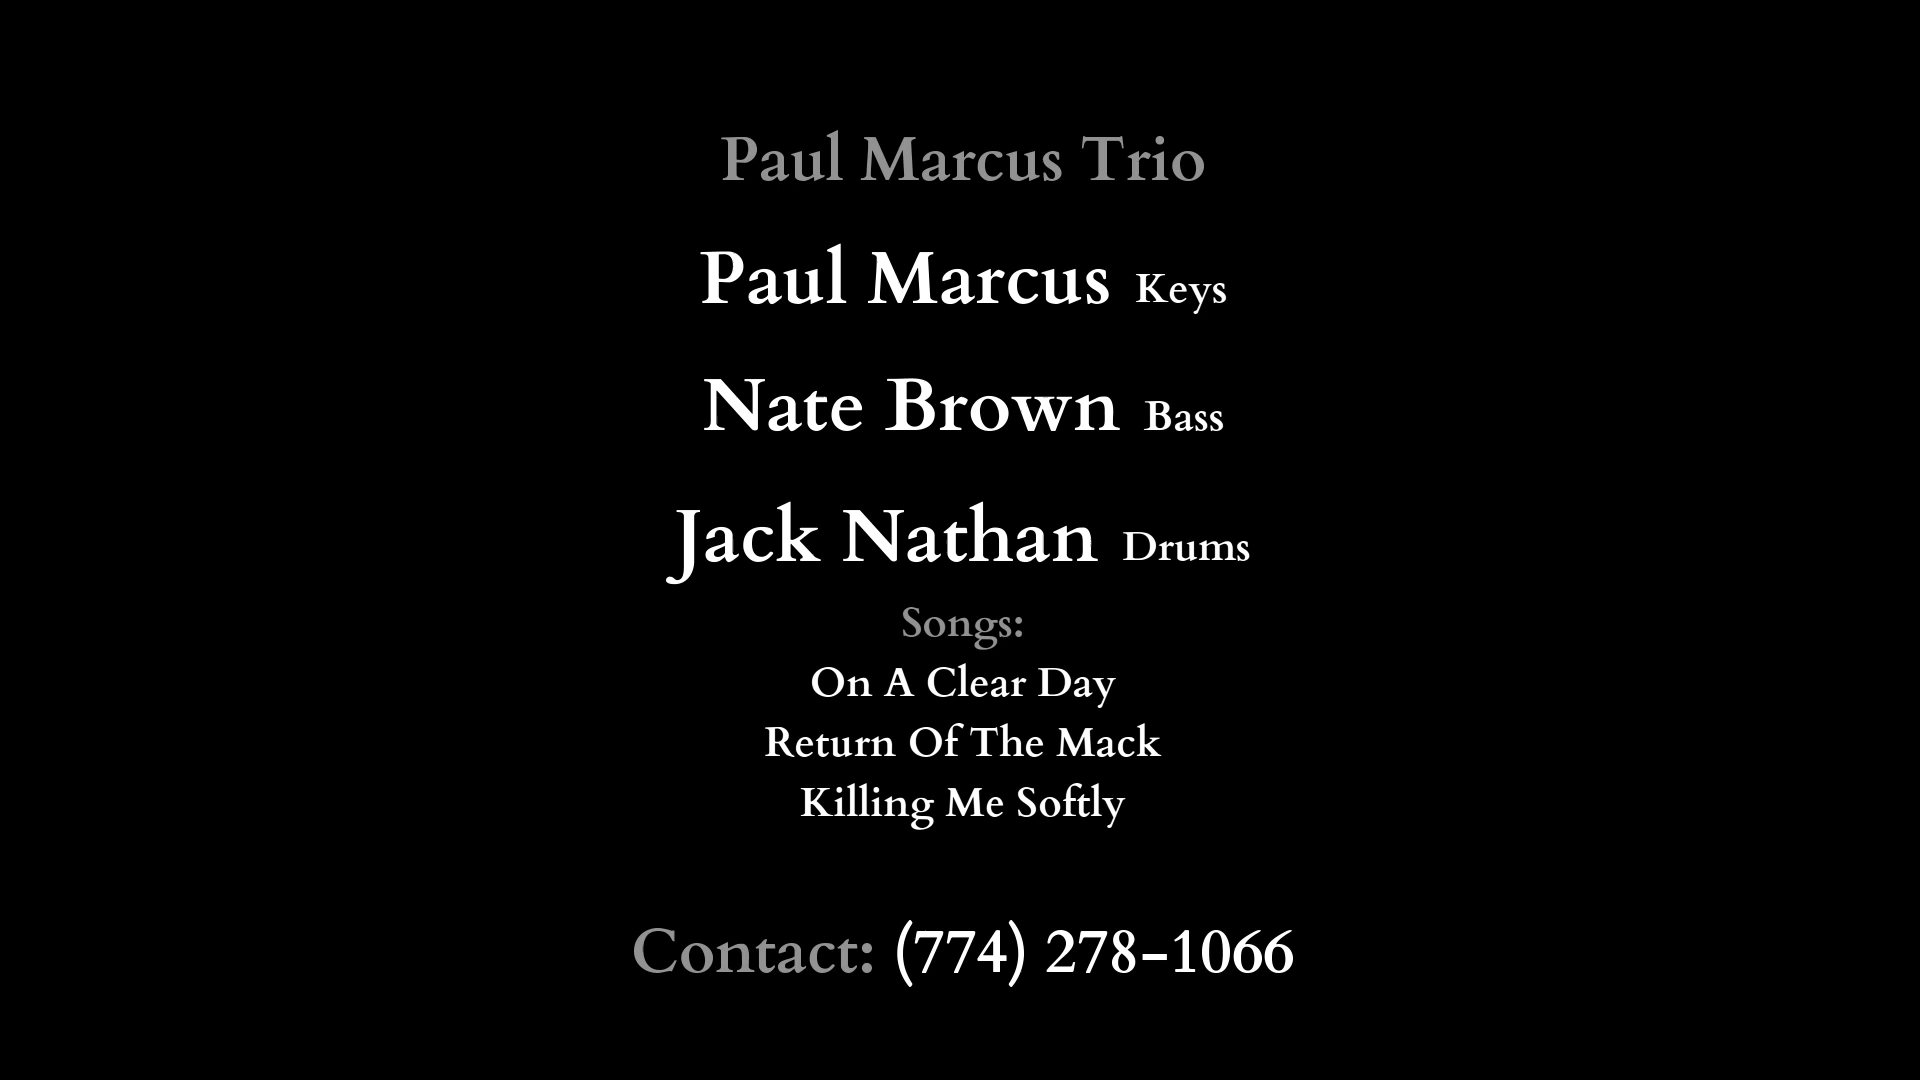 Paul Marcus Trio
Paul Marcus Keys
Nate Brown Bass
Jack Nathan Drums
Songs:
On A Clear Day
Return Of The Mack
Killing Me Softly
Contact: (774) 278-1066